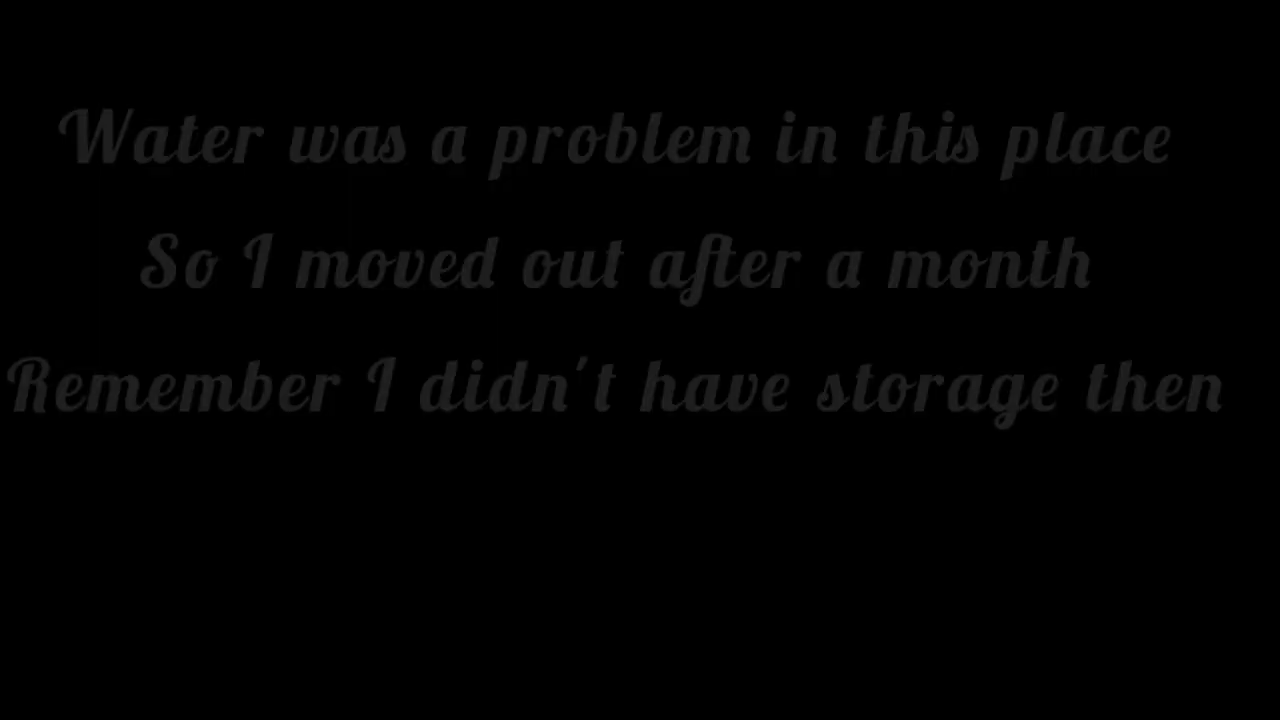 Water was a problem in this place
So I moved out after a month
Remember I didn't have storage then